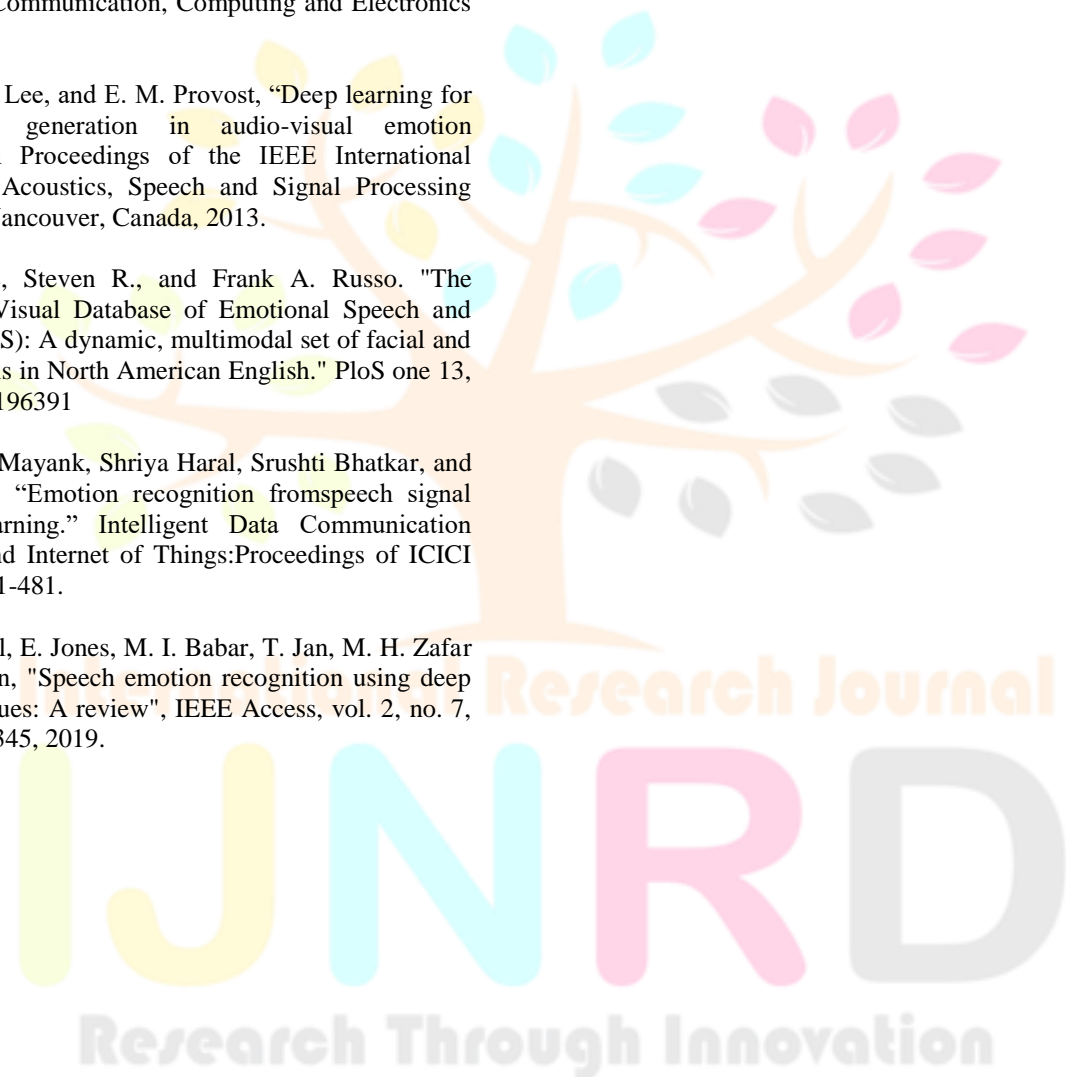 Communication, Computing and Electronics
Lee, and E. M. Provost, “Deep learning for
generation in audio-visual emotion
Proceedings of the IEEE International
Acoustics, Speech and Signal Processing
Vancouver, Canada, 2013.
, Steven R., and Frank A. Russo. "The
Visual Database of Emotional Speech and
S): A dynamic, multimodal set of facial and
s in North American English." PloS one 13,
196391
Mayank, Shriya Haral, Srushti Bhatkar, and
“Emotion recognition fromspeech signal
arning.” Intelligent Data Communication
nd Internet of Things:Proceedings of ICICI
1-481.
l, E. Jones, M. I. Babar, T. Jan, M. H. Zafar
n, "Speech emotion recognition using deep
ues: A review", IEEE Access, vol. 2, no. 7,
345, 2019.
International Research Journal
IJNRD
Research Through Innovation